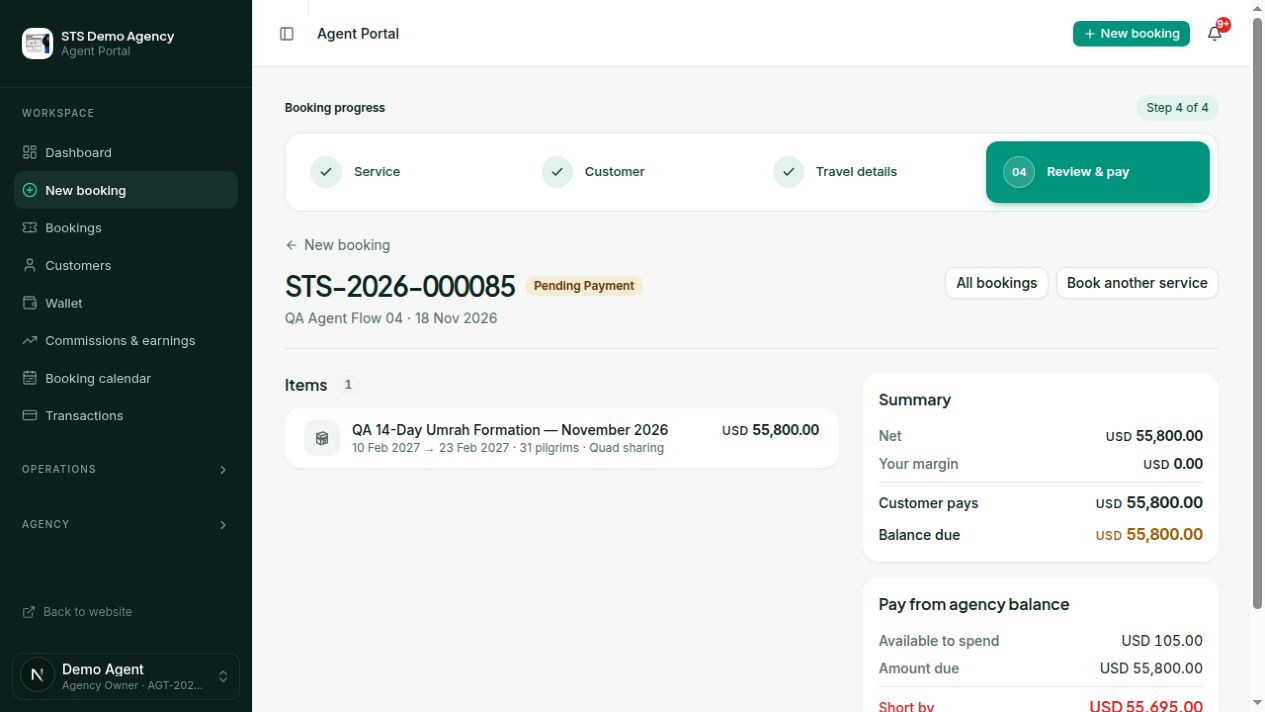 STS Demo Agency
Agent Portal
WORKSPACE
Dashboard
New booking
Bookings
Customers
Wallet
Commissions & earnings
Booking calendar
Transactions
OPERATIONS
AGENCY
Back to website
N
Demo Agent
Agency Owner · AGT-202...
Agent Portal
+ New booking
9+
Booking progress
Step 4 of 4
Service
Customer
Travel details
04
Review & pay
← New booking
STS-2026-000085
Pending Payment
QA Agent Flow 04 · 18 Nov 2026
All bookings
Book another service
Items
1
QA 14-Day Umrah Formation — November 2026
USD 55,800.00
10 Feb 2027 → 23 Feb 2027 · 31 pilgrims · Quad sharing
Summary
Net
USD 55,800.00
Your margin
USD 0.00
Customer pays
USD 55,800.00
Balance due
USD 55,800.00
Pay from agency balance
Available to spend
USD 105.00
Amount due
USD 55,800.00
Short by
USD 55,695.00